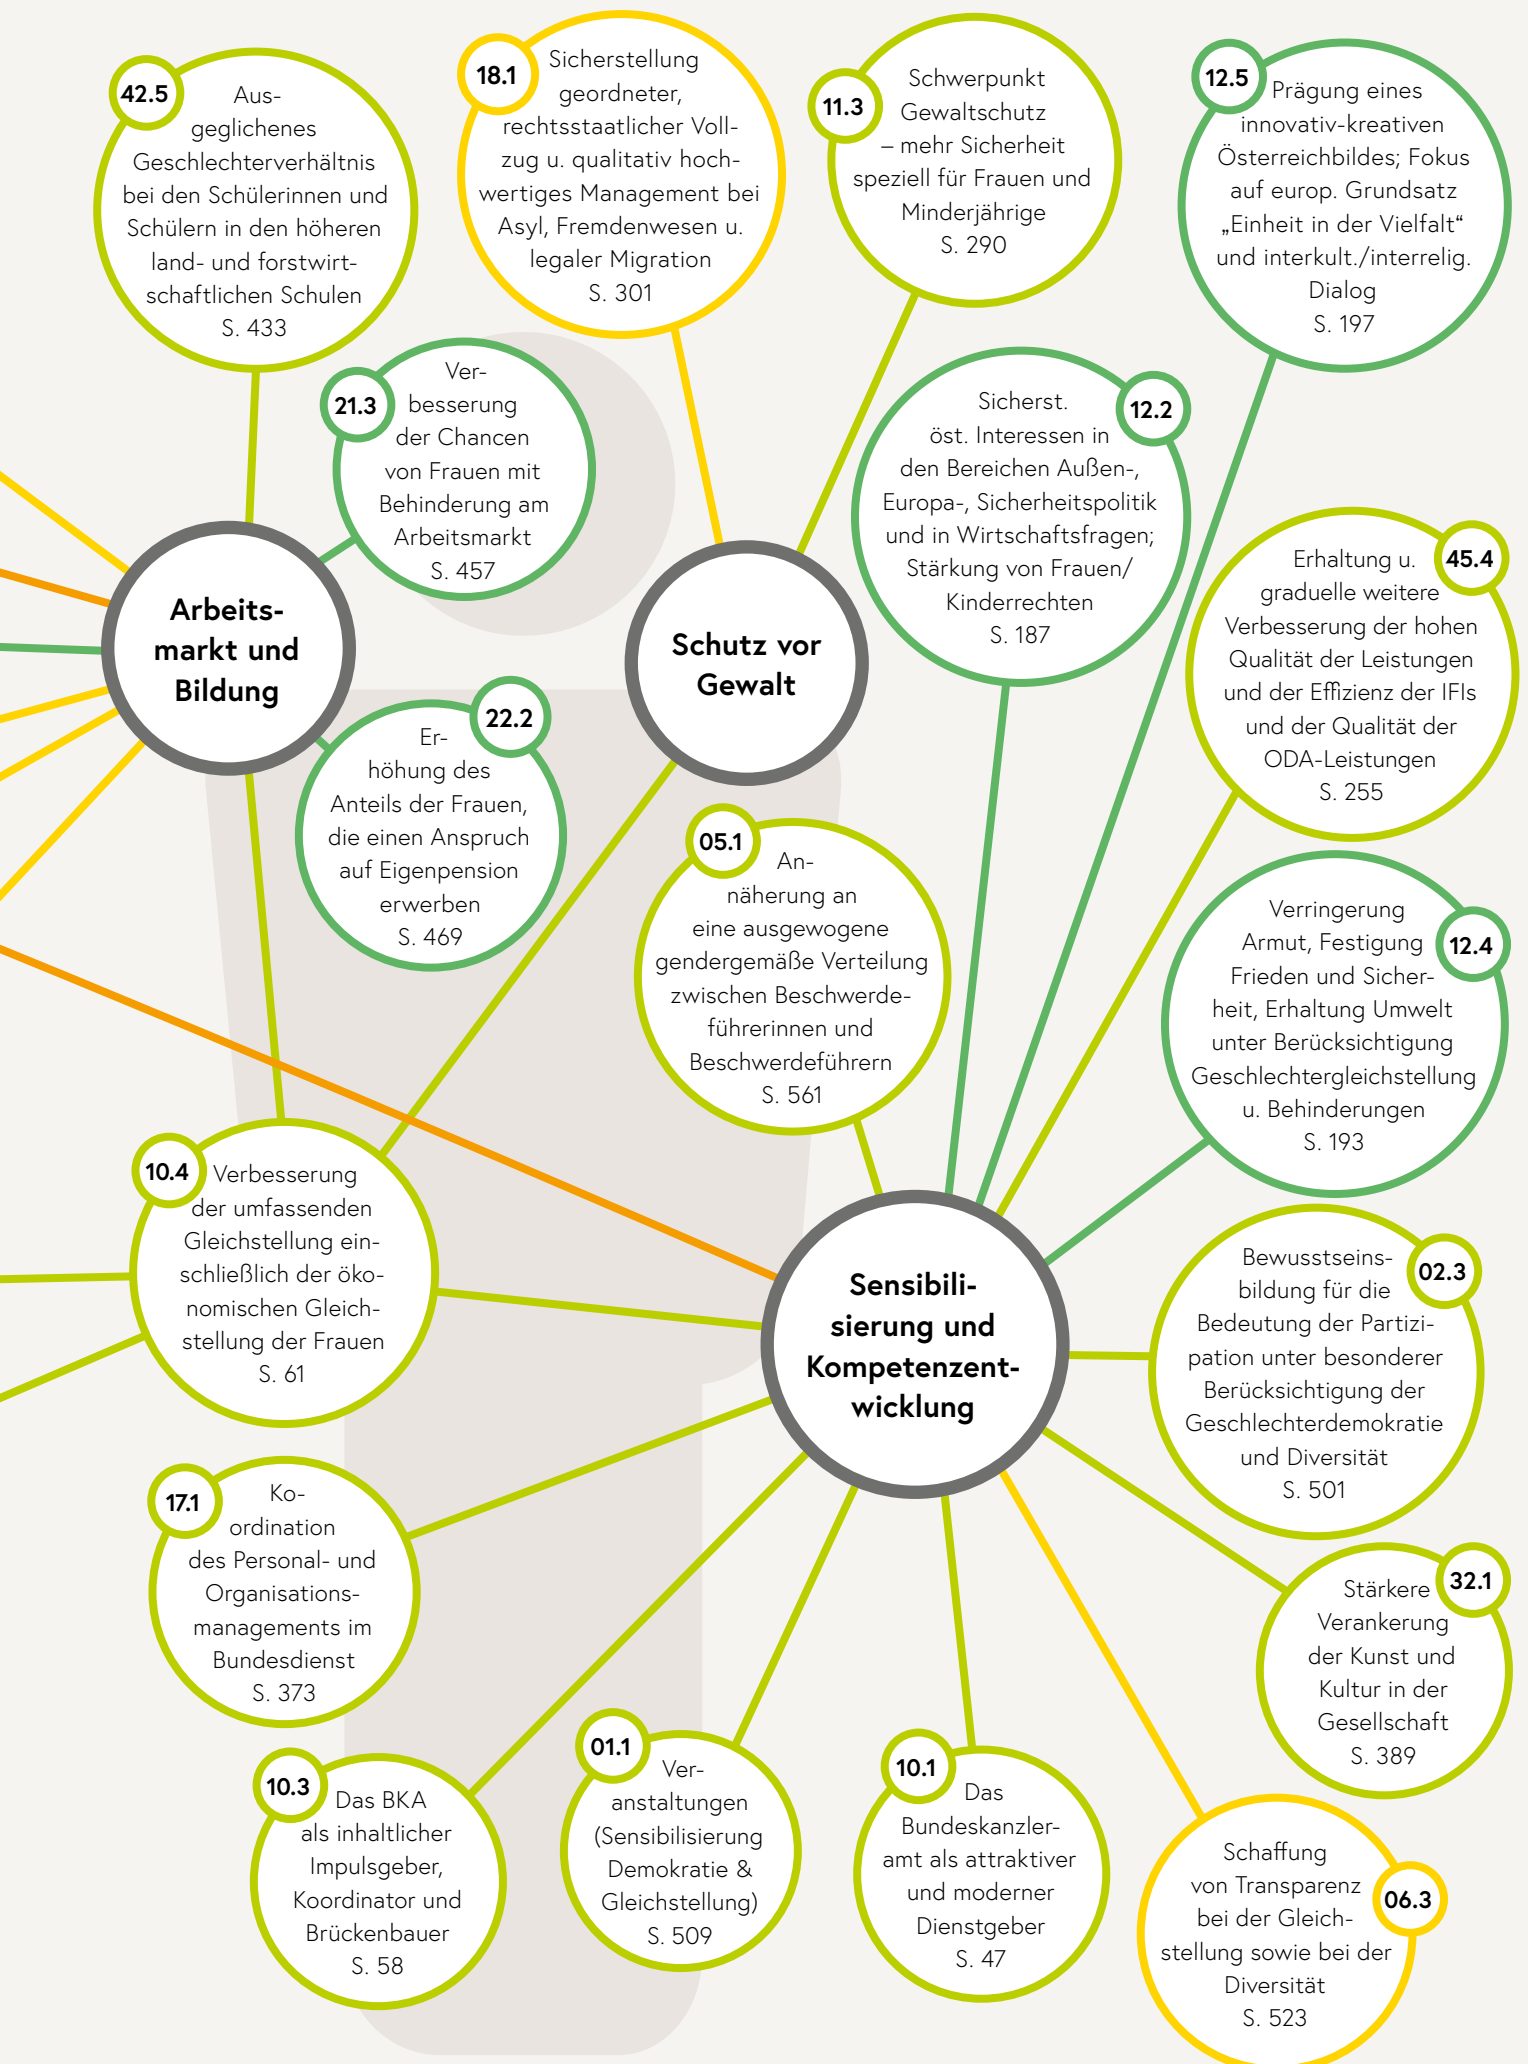 42.5
Aus-
geglichenes
Geschlechterverhältnis
bei den Schülerinnen und
Schülern in den höheren
land- und forstwirt-
schaftlichen Schulen
S. 433
18.1
Sicherstellung
geordneter,
rechtsstaatlicher Voll-
zug u. qualitativ hoch-
wertiges Management bei
Asyl, Fremdenwesen u.
legaler Migration
S. 301
11.3
Schwerpunkt
Gewaltschutz
– mehr Sicherheit
speziell für Frauen und
Minderjährige
S. 290
12.5
Prägung eines
innovativ-kreativen
Österreichbildes; Fokus
auf europ. Grundsatz
„Einheit in der Vielfalt“
und interkult./interrelig.
Dialog
S. 197
21.3
Ver-
besserung
der Chancen
von Frauen mit
Behinderung am
Arbeitsmarkt
S. 457
12.2
Sicherst.
öst. Interessen in
den Bereichen Außen-,
Europa-, Sicherheitspolitik
und in Wirtschaftsfragen;
Stärkung von Frauen/
Kinderrechten
S. 187
45.4
Erhaltung u.
graduelle weitere
Verbesserung der hohen
Qualität der Leistungen
und der Effizienz der IFIs
und der Qualität der
ODA-Leistungen
S. 255
Arbeits-
markt und
Bildung
Schutz vor
Gewalt
22.2
Er-
höhung des
Anteils der Frauen,
die einen Anspruch
auf Eigenpension
erwerben
S. 469
05.1
An-
näherung an
eine ausgewogene
gendergemäße Verteilung
zwischen Beschwerde-
führerinnen und
Beschwerdeführern
S. 561
12.4
Verringerung
Armut, Festigung
Frieden und Sicher-
heit, Erhaltung Umwelt
unter Berücksichtigung
Geschlechtergleichstellung
u. Behinderungen
S. 193
10.4
Verbesserung
der umfassenden
Gleichstellung ein-
schließlich der öko-
nomischen Gleich-
stellung der Frauen
S. 61
Sensibili-
sierung und
Kompetenzent-
wicklung
02.3
Bewusstseins-
bildung für die
Bedeutung der Partizi-
pation unter besonderer
Berücksichtigung der
Geschlechterdemokratie
und Diversität
S. 501
17.1
Ko-
ordination
des Personal- und
Organisations-
managements im
Bundesdienst
S. 373
32.1
Stärkere
Verankerung
der Kunst und
Kultur in der
Gesellschaft
S. 389
10.3
Das BKA
als inhaltlicher
Impulsgeber,
Koordinator und
Brückenbauer
S. 58
01.1
Ver-
anstaltungen
(Sensibilisierung
Demokratie &
Gleichstellung)
S. 509
10.1
Das
Bundeskanzler-
amt als attraktiver
und moderner
Dienstgeber
S. 47
06.3
Schaffung
von Transparenz
bei der Gleich-
stellung sowie bei der
Diversität
S. 523